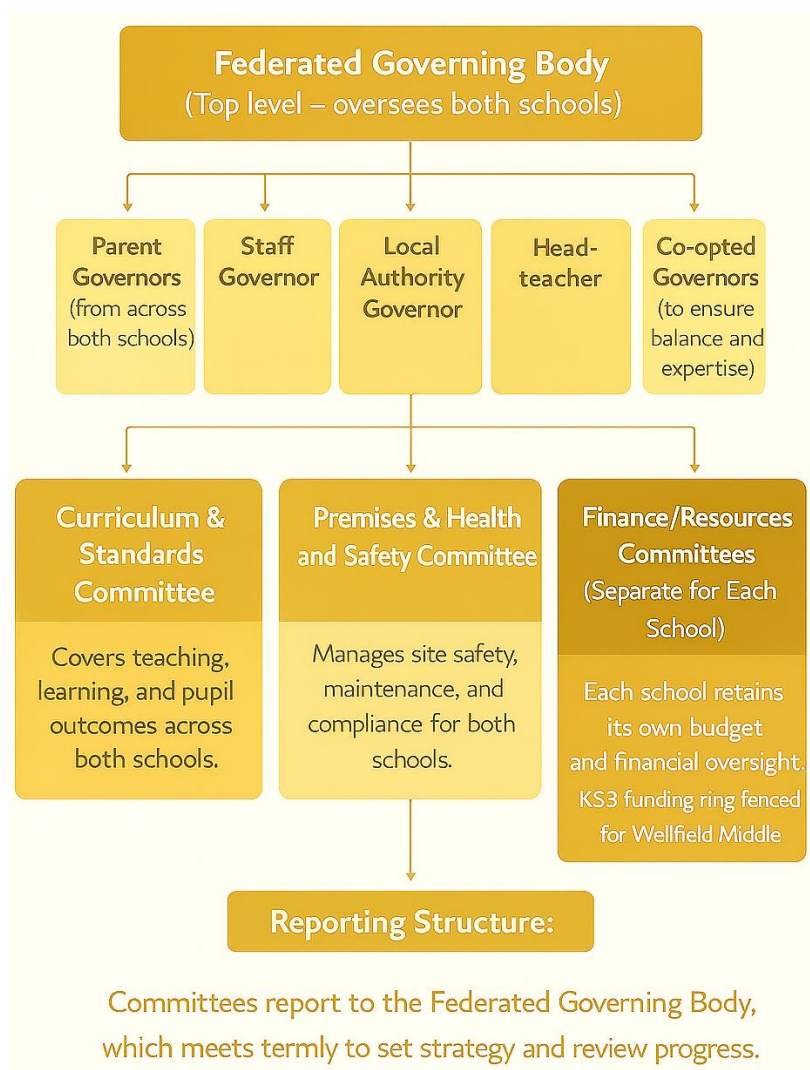 Federated Governing Body
(Top level – oversees both schools)
Parent
Governors
(from across
both schools)
Staff
Governor
Local
Authority
Governor
Head-
teacher
Co-opted
Governors
(to ensure
balance and
expertise)
Curriculum &
Standards
Committee
Covers teaching,
learning, and pupil
outcomes across
both schools.
Premises & Health
and Safety Committee
Manages site safety,
maintenance, and
compliance for both
schools.
Finance/Resources
Committees
(Separate for Each
School)
Each school retains
its own budget
and financial oversight.
KS3 funding ring fenced
for Wellfield Middle
Reporting Structure:
Committees report to the Federated Governing Body,
which meets termly to set strategy and review progress.